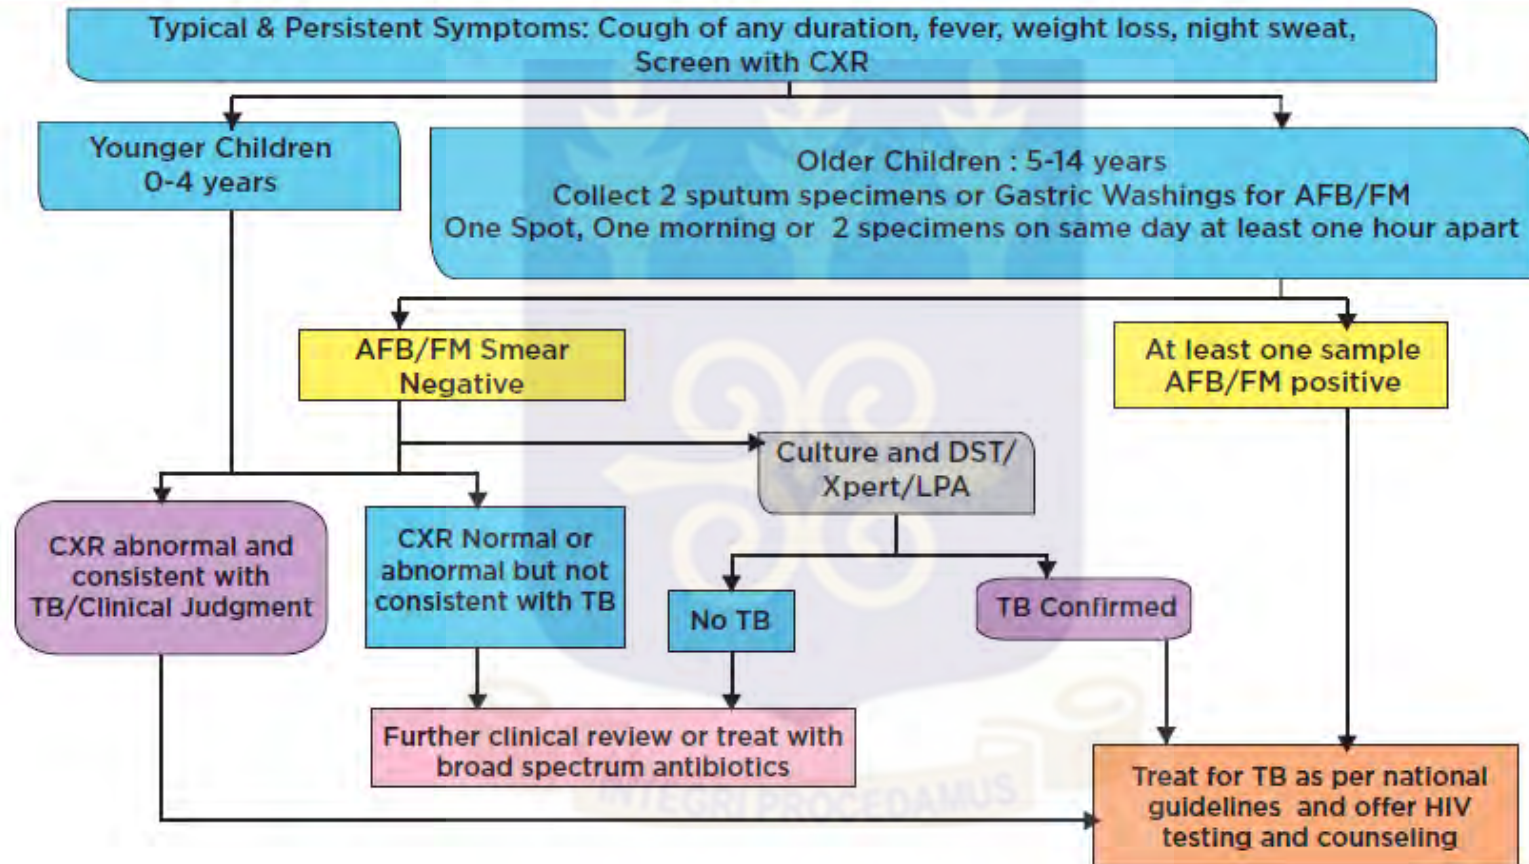 Typical & Persistent Symptoms: Cough of any duration, fever, weight loss, night sweat,
Screen with CXR
Younger Children
0-4 years
Older Children : 5-14 years
Collect 2 sputum specimens or Gastric Washings for AFB/FM
One Spot, One morning or 2 specimens on same day at least one hour apart
AFB/FM Smear
Negative
At least one sample
AFB/FM positive
Culture and DST/
Xpert/LPA
CXR abnormal and
consistent with
TB/Clinical Judgment
CXR Normal or
abnormal but not
consistent with TB
No TB
TB Confirmed
Further clinical review or treat with
broad spectrum antibiotics
Treat for TB as per national
guidelines and offer HIV
testing and counseling
INTEGRI PROCEDAMUS